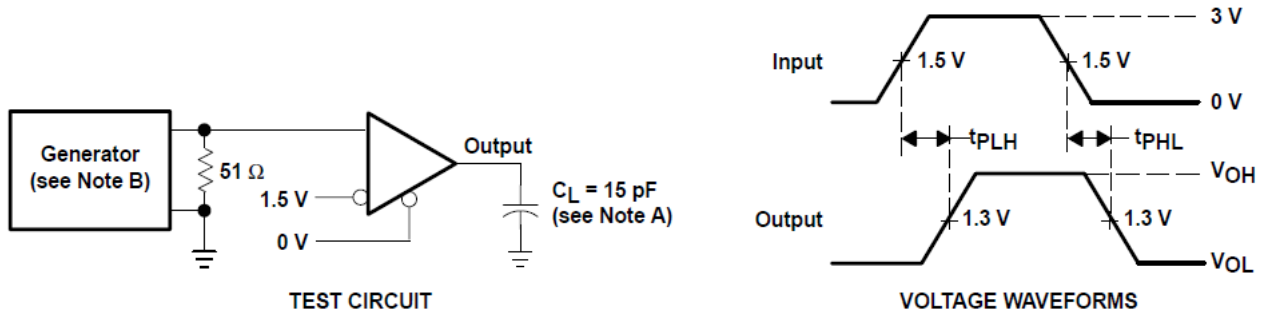 Generator
(see Note B)
51 Ω
1.5 V
0 V
Output
CL = 15 pF
(see Note A)
TEST CIRCUIT
Input
3 V
1.5 V
1.5 V
0 V
tPLH
tPHL
Output
VOH
1.3 V
1.3 V
VOL
VOLTAGE WAVEFORMS